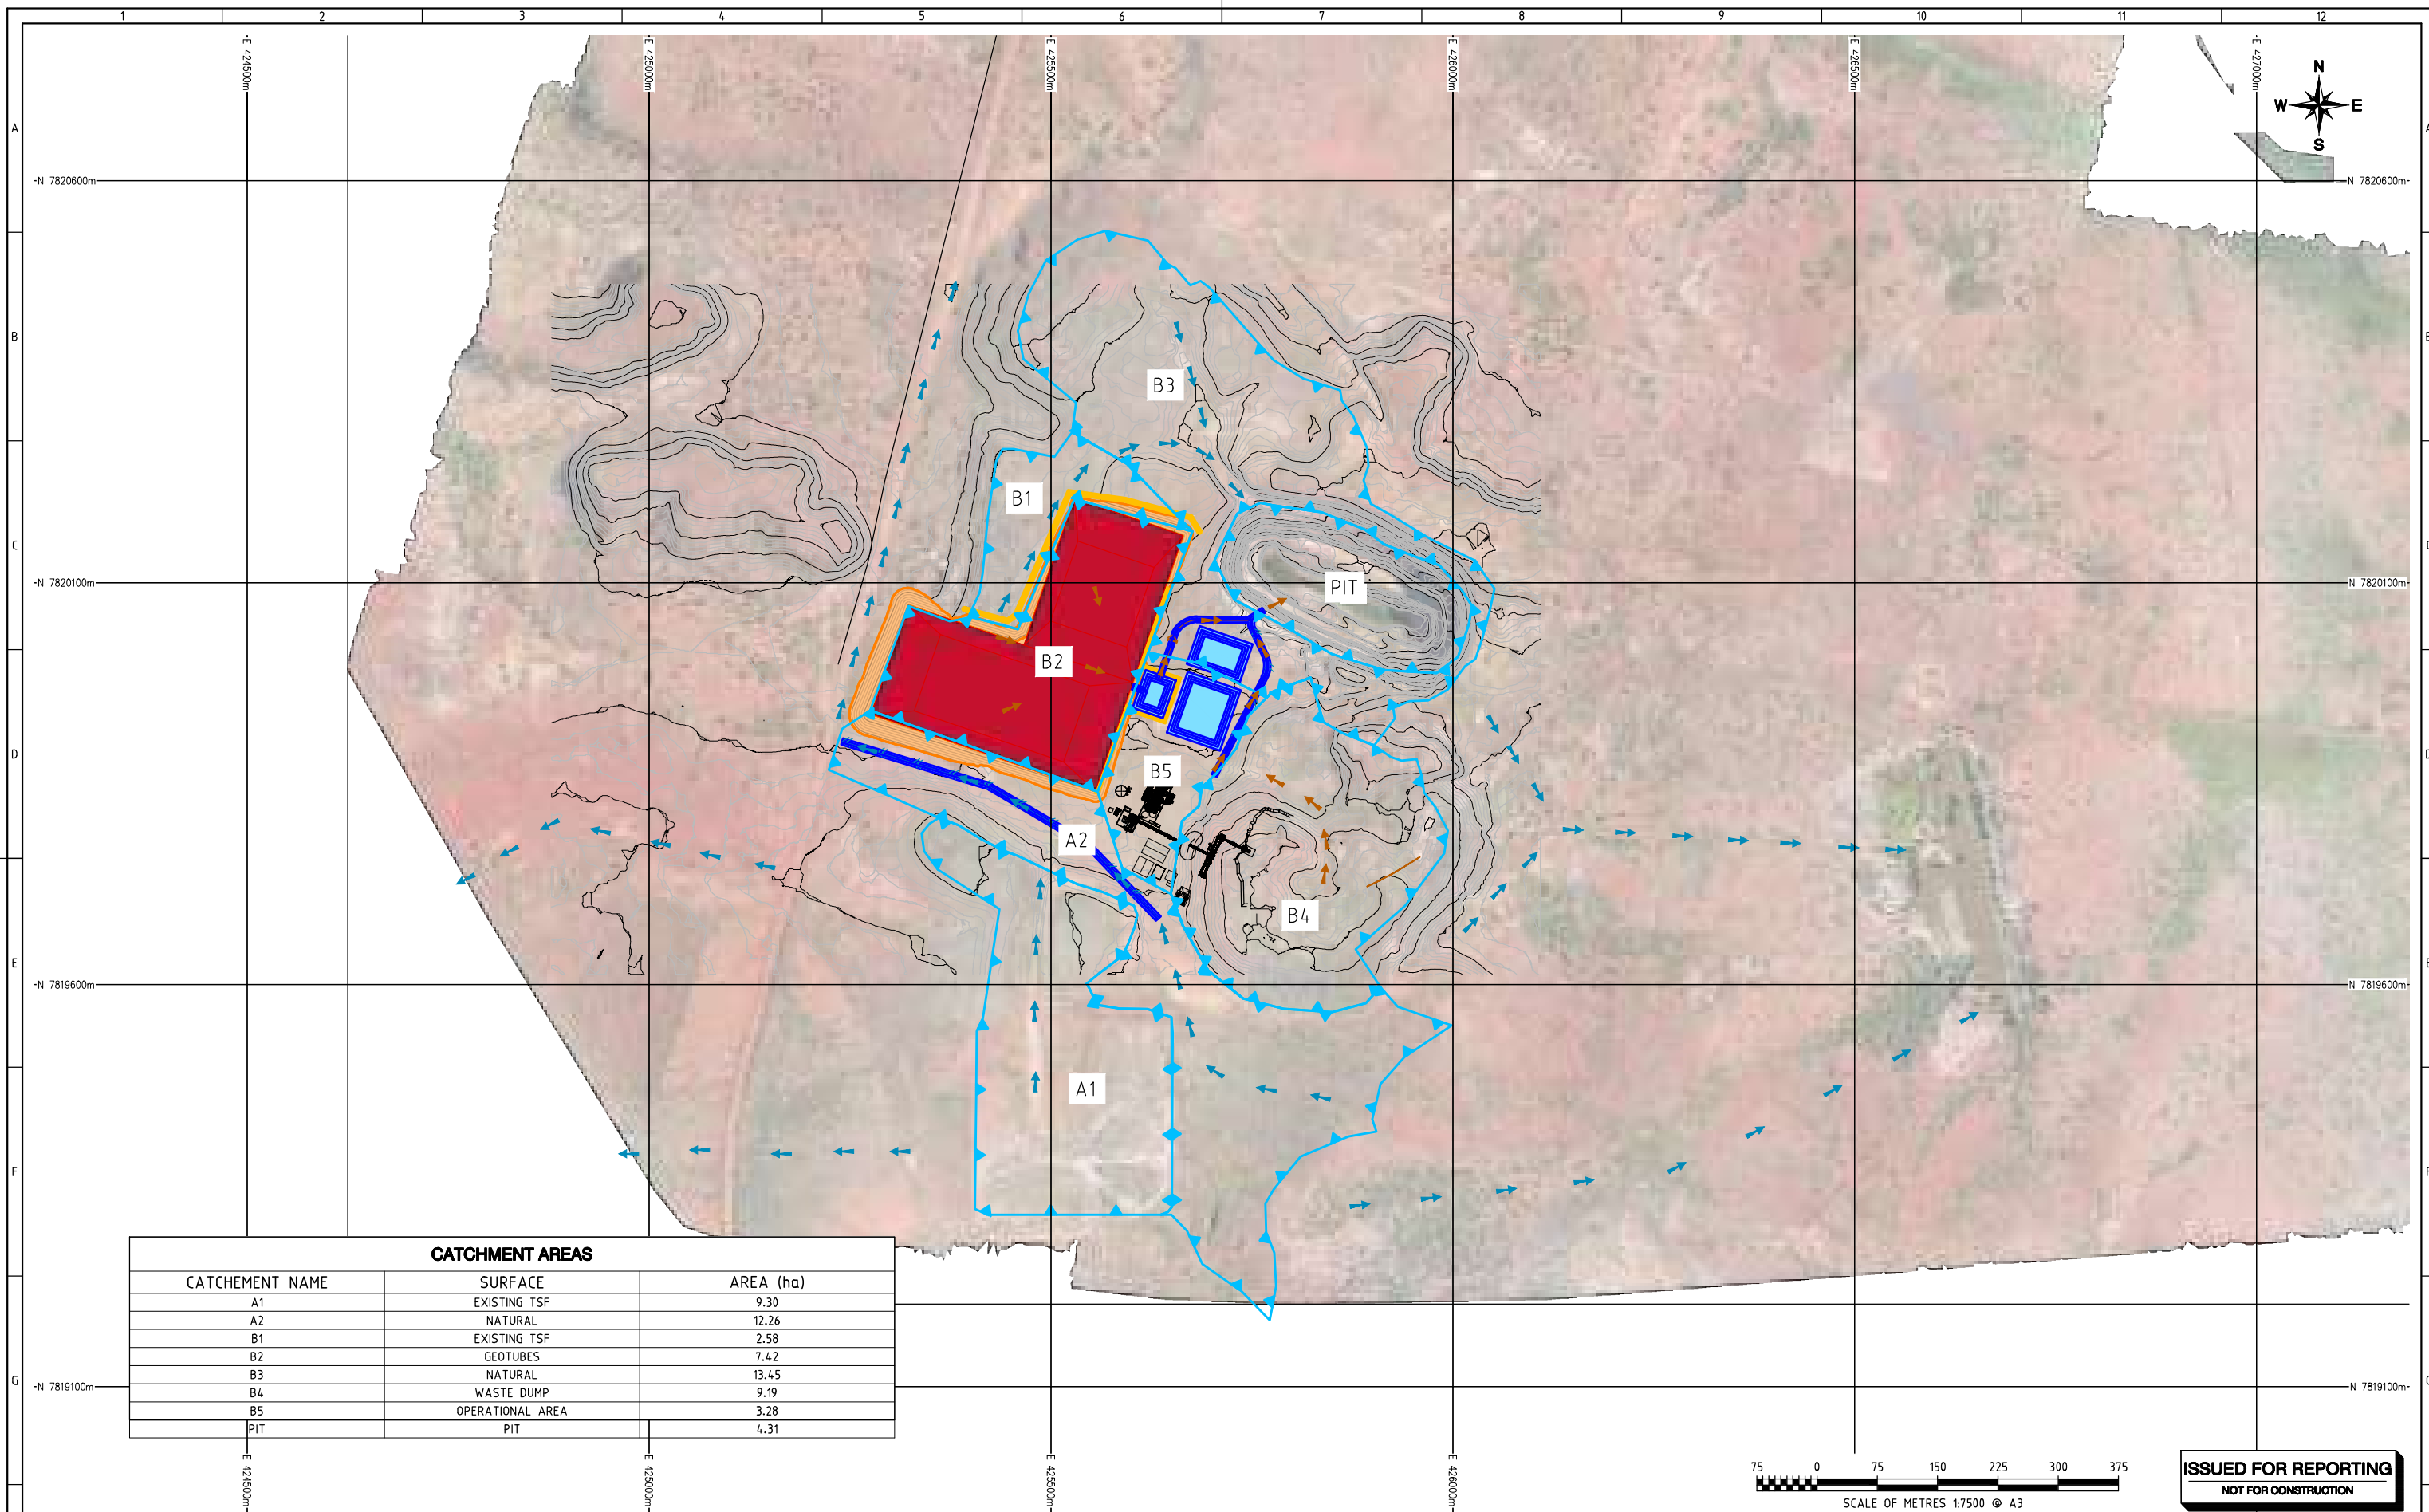 1 2 3 4 5 6 7 8 9 10 11 12
E 424500m E 425000m E 425500m E 426000m E 426500m E 427000m
N
W E
S
A
N 7820600m N 7820600m
B
B3
B1
C
N 7820100m N 7820100m
PIT
B2
D
B5
A2
B4
E
N 7819600m N 7819600m
A1
F
CATCHMENT AREAS
CATCHEMENT NAME SURFACE AREA (ha)
A1 EXISTING TSF 9.30
A2 NATURAL 12.26
B1 EXISTING TSF 2.58
B2 GEOTUBES 7.42
B3 NATURAL 13.45
B4 WASTE DUMP 9.19
B5 OPERATIONAL AREA 3.28
PIT PIT 4.31
G
N 7819100m N 7819100m
E 424500m E 425000m E 425500m E 426000m
75 0 75 150 225 300 375
SCALE OF METRES 1:7500 @ A3
ISSUED FOR REPORTING
NOT FOR CONSTRUCTION